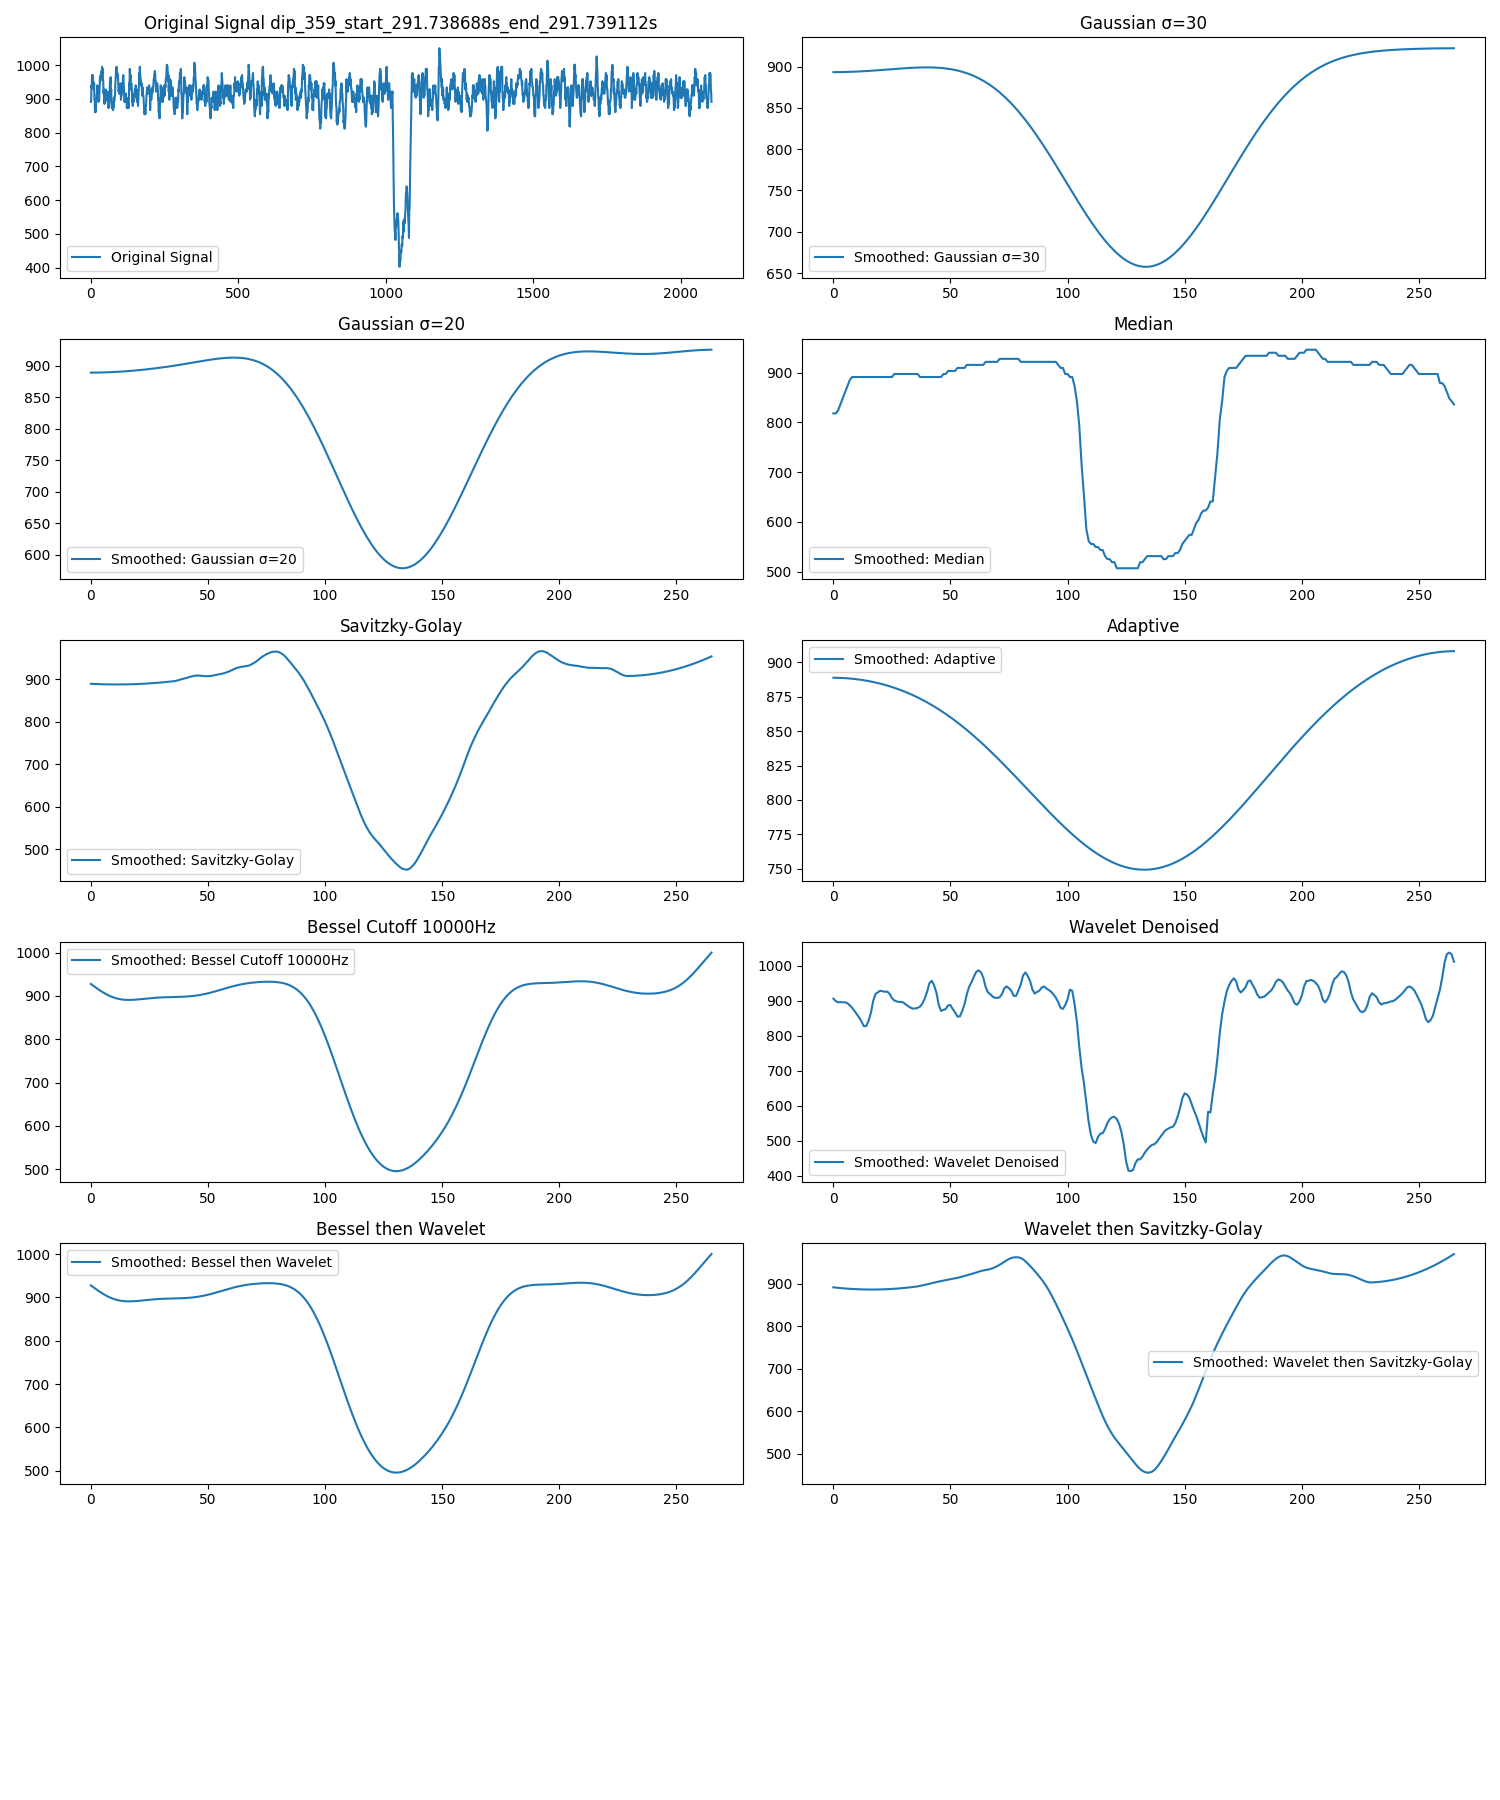 Original Signal dip_359_start_291.738688s_end_291.739112s
1000
900
800
700
600
500
400
Original Signal
0 500 1000 1500 2000
Gaussian σ=30
900
850
800
750
700
650
Smoothed: Gaussian σ=30
0 50 100 150 200 250
Gaussian σ=20
900
850
800
750
700
650
600
Smoothed: Gaussian σ=20
0 50 100 150 200 250
Median
900
800
700
600
500
Smoothed: Median
0 50 100 150 200 250
Savitzky-Golay
900
800
700
600
500
Smoothed: Savitzky-Golay
0 50 100 150 200 250
Adaptive
Smoothed: Adaptive
900
875
850
825
800
775
750
0 50 100 150 200 250
Bessel Cutoff 10000Hz
Smoothed: Bessel Cutoff 10000Hz
1000
900
800
700
600
500
0 50 100 150 200 250
Wavelet Denoised
1000
900
800
700
600
500
400
Smoothed: Wavelet Denoised
0 50 100 150 200 250
Bessel then Wavelet
Smoothed: Bessel then Wavelet
1000
900
800
700
600
500
0 50 100 150 200 250
Wavelet then Savitzky-Golay
900
800
700
600
500
Smoothed: Wavelet then Savitzky-Golay
0 50 100 150 200 250